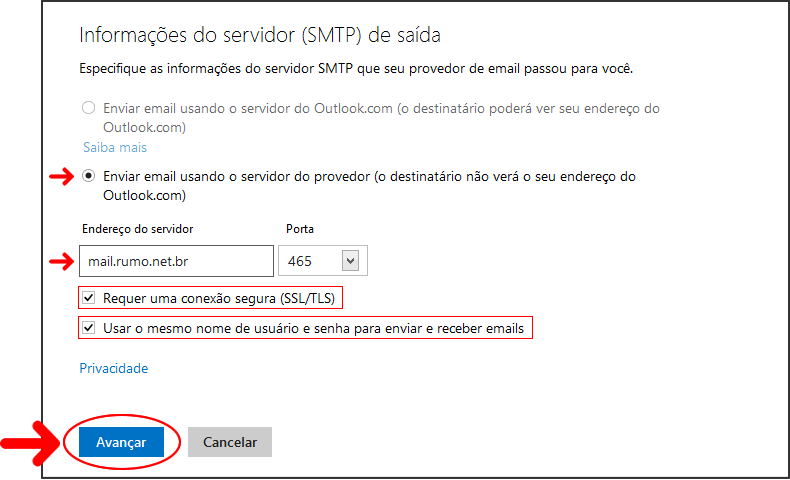 Informações do servidor (SMTP) de saída
Especifique as informações do servidor SMTP que seu provedor de email passou para você.
Enviar email usando o servidor do Outlook.com (o destinatário poderá ver seu endereço do
Outlook.com)
Saiba mais
Enviar email usando o servidor do provedor (o destinatário não verá o seu endereço do
Outlook.com)
Endereço do servidor Porta
mail.rumo.net.br 465
Requer uma conexão segura (SSL/TLS)
Usar o mesmo nome de usuário e senha para enviar e receber emails
Privacidade
Avançar Cancelar